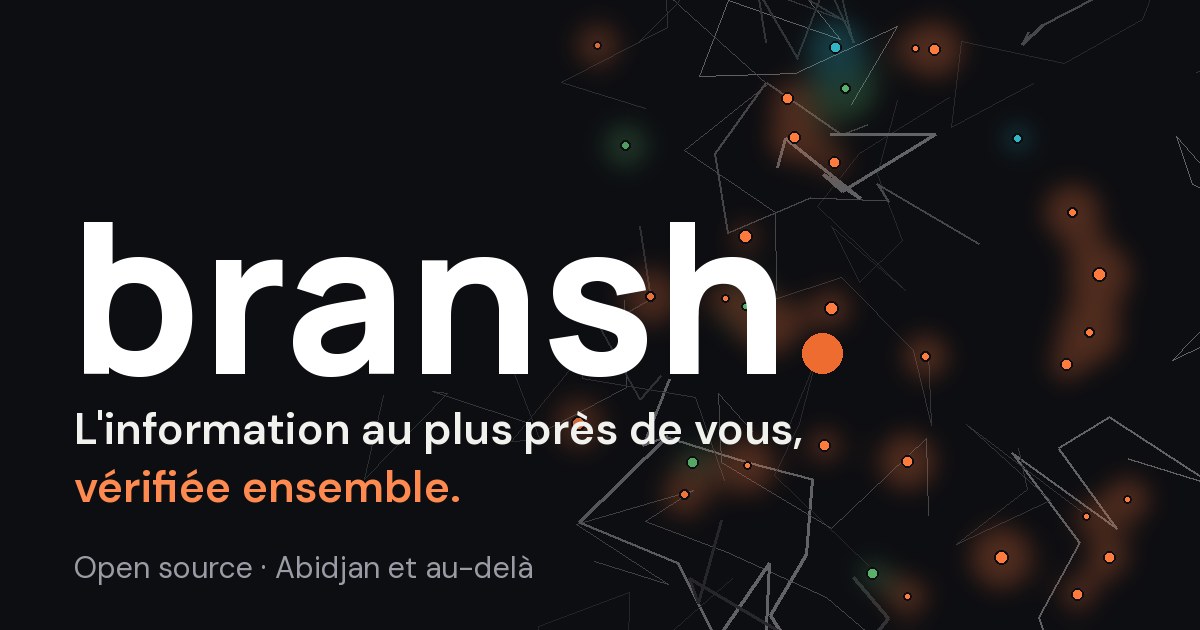 bransh.
L'information au plus près de vous,
vérifiée ensemble.
Open source · Abidjan et au-delà